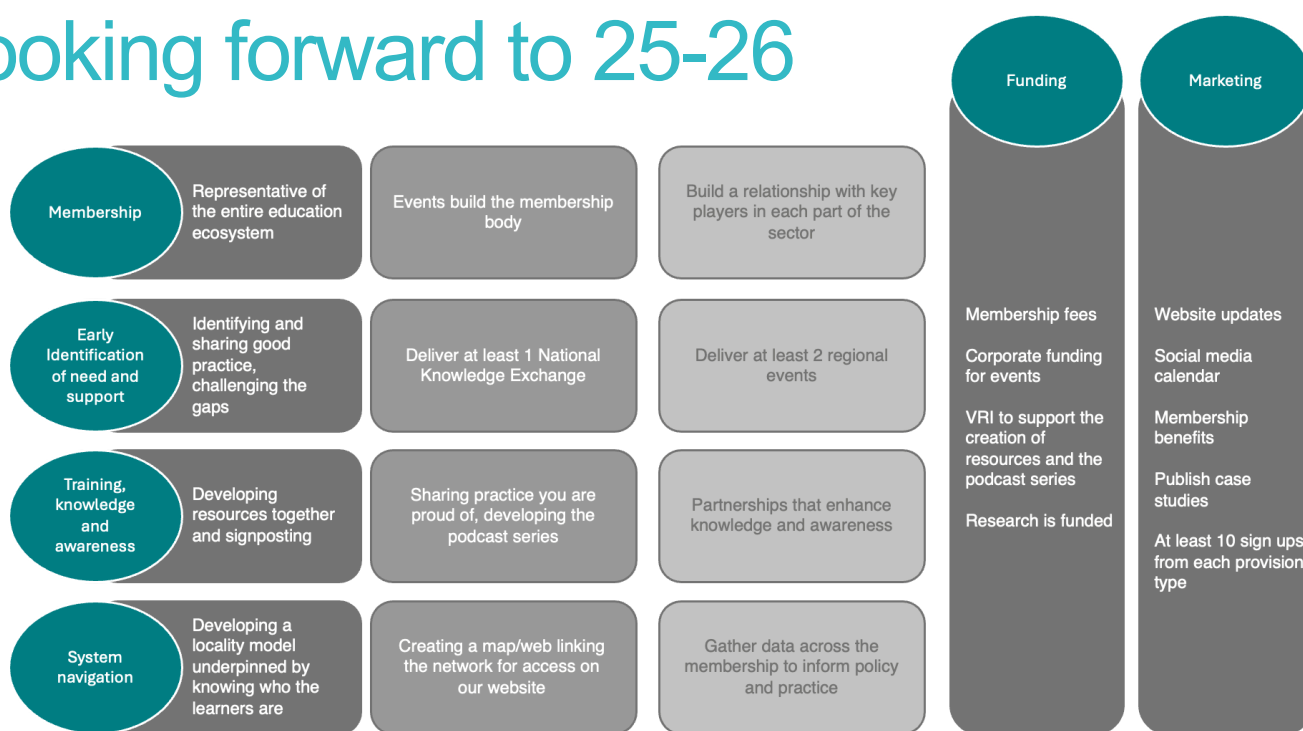 ooking forward to 25-26
Funding
Marketing
Membership
Representative of
the entire education
ecosystem
Events build the membership
body
Build a relationship with key
players in each part of the
sector
Early
Identification
of need and
support
Identifying and
sharing good
practice,
challenging the
gaps
Deliver at least 1 National
Knowledge Exchange
Deliver at least 2 regional
events
Training,
knowledge
and
awareness
Developing
resources together
and signposting
Sharing practice you are
proud of, developing the
podcast series
Partnerships that enhance
knowledge and awareness
System
navigation
Developing a
locality model
underpinned by
knowing who the
learners are
Creating a map/web linking
the network for access on
our website
Gather data across the
membership to inform policy
and practice
Membership fees
Corporate funding
for events
VRI to support the
creation of
resources and the
podcast series
Research is funded
Website updates
Social media
calendar
Membership
benefits
Publish case
studies
At least 10 sign ups
from each provision
type